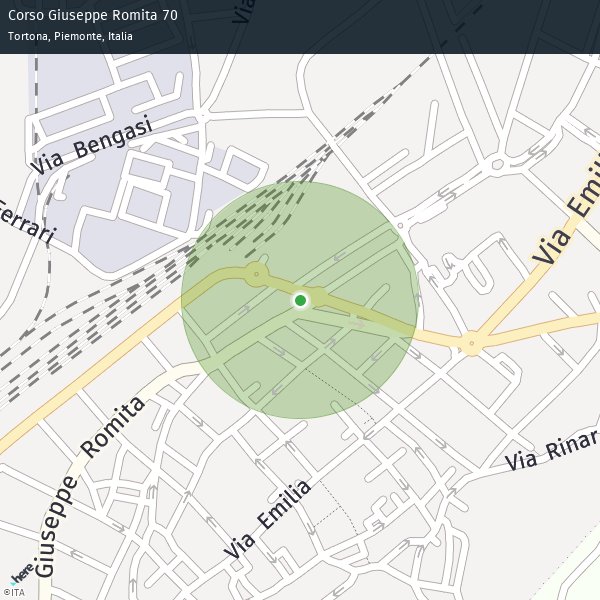 Corso Giuseppe Romita 70
Tortona, Piemonte, Italia
Via
Via Bengasi
Ferrari
Via Emili
Giuseppe Romita
Via Emilia
Via Rinar
here
©ITA